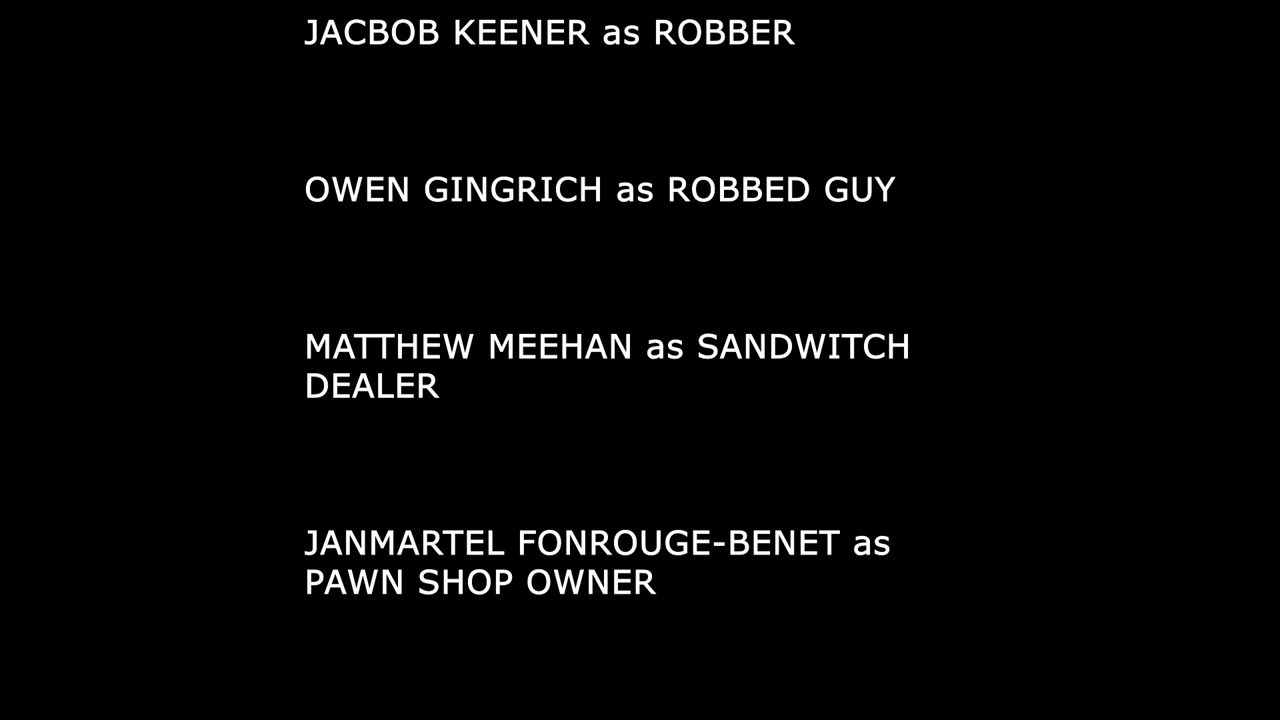 JACBOB KEENER as ROBBER
OWEN GINGRICH as ROBBED GUY
MATTHEW MEEHAN as SANDWITCH
DEALER
JANMARTEL FONROUGE-BENET as
PAWN SHOP OWNER